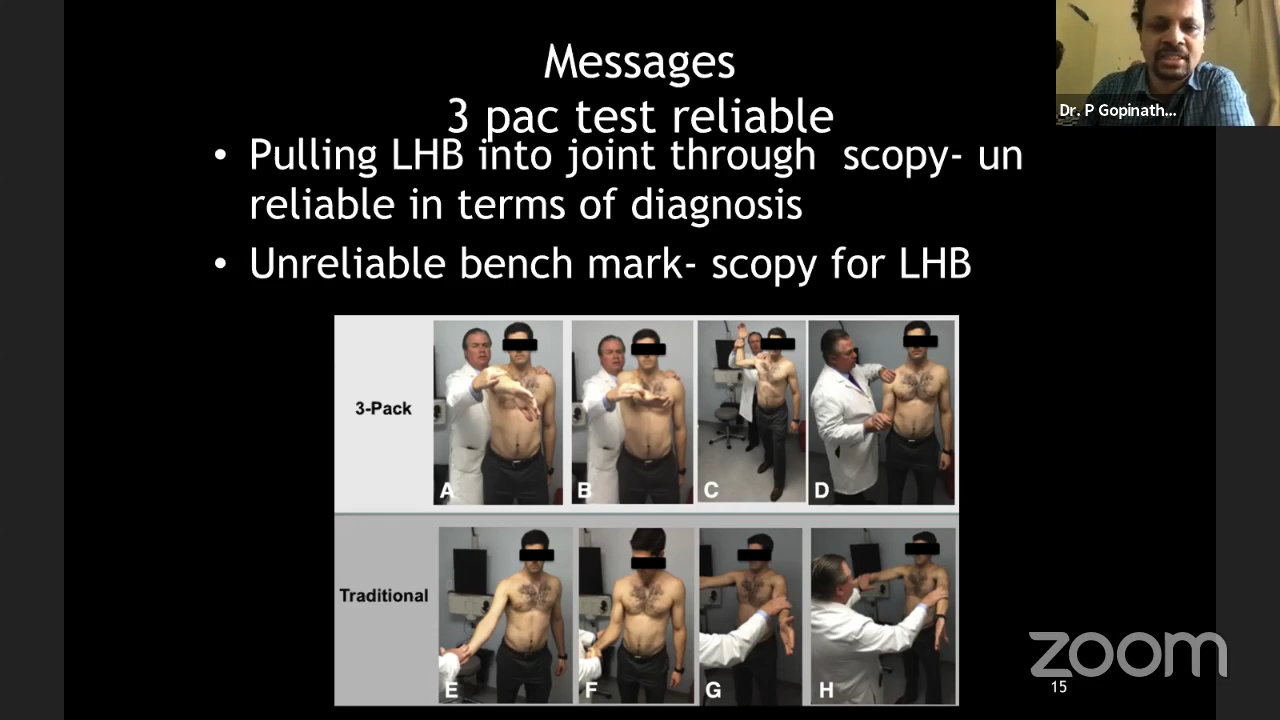 Messages
3 pac test reliable
Dr. P Gopinath...
• Pulling LHB into joint through scopy- un
reliable in terms of diagnosis
• Unreliable bench mark- scopy for LHB
3-Pack
A
B
C
D
Traditional
E
F
G
H
zoom
15